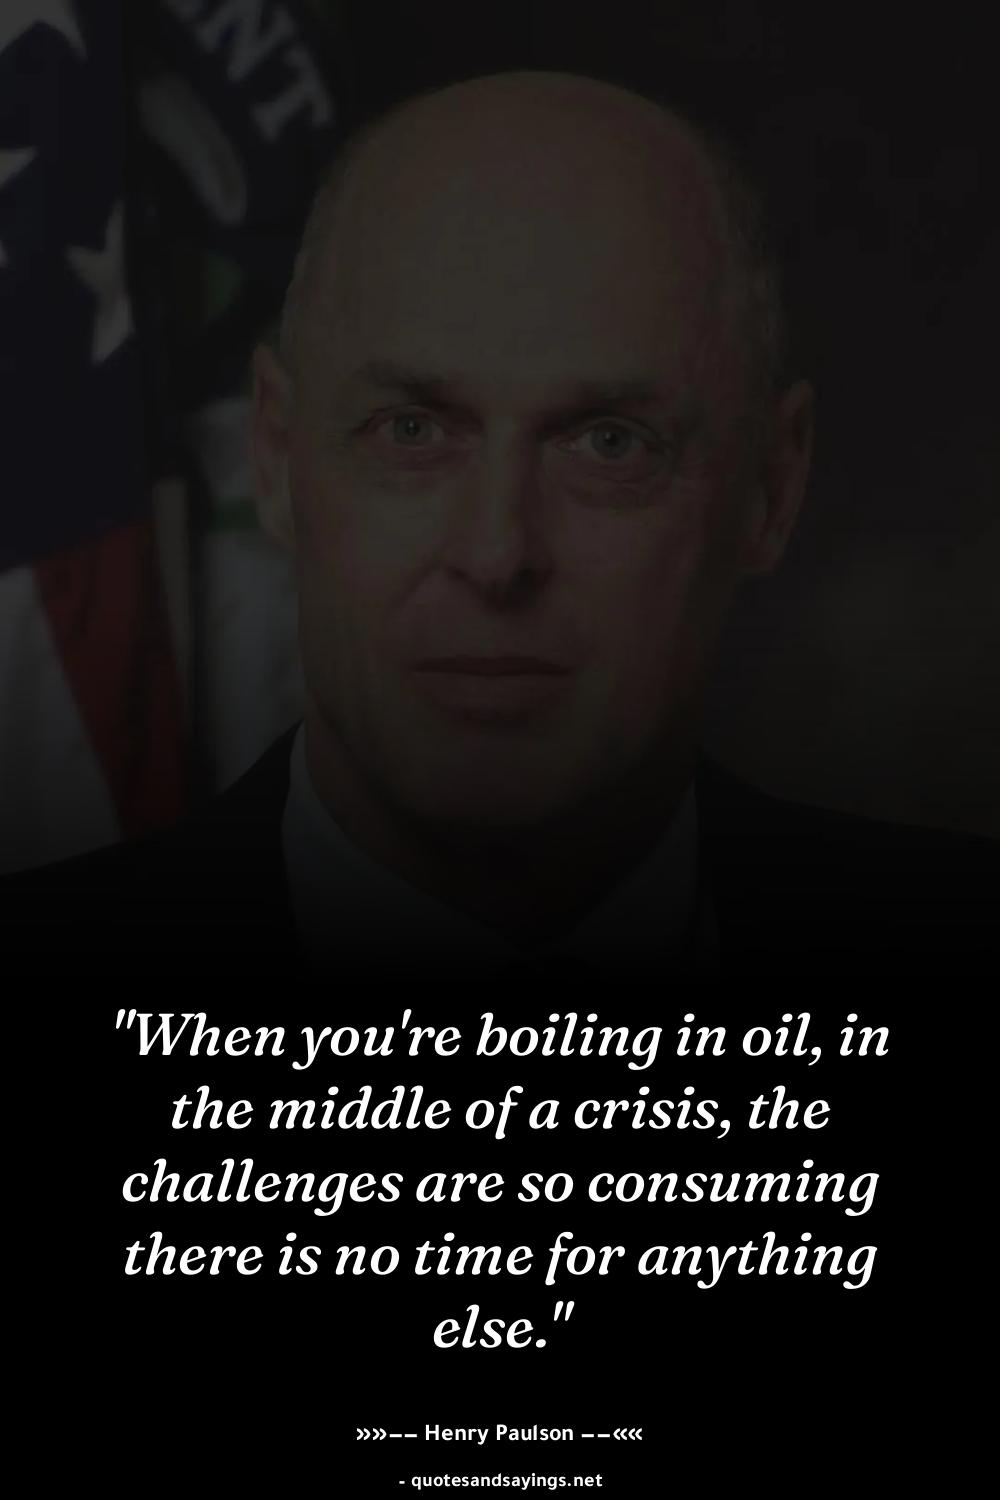 ENT
"When you're boiling in oil, in
the middle of a crisis, the
challenges are so consuming
there is no time for anything
else."
»»–– Henry Paulson ––««
- quotesandsayings.net